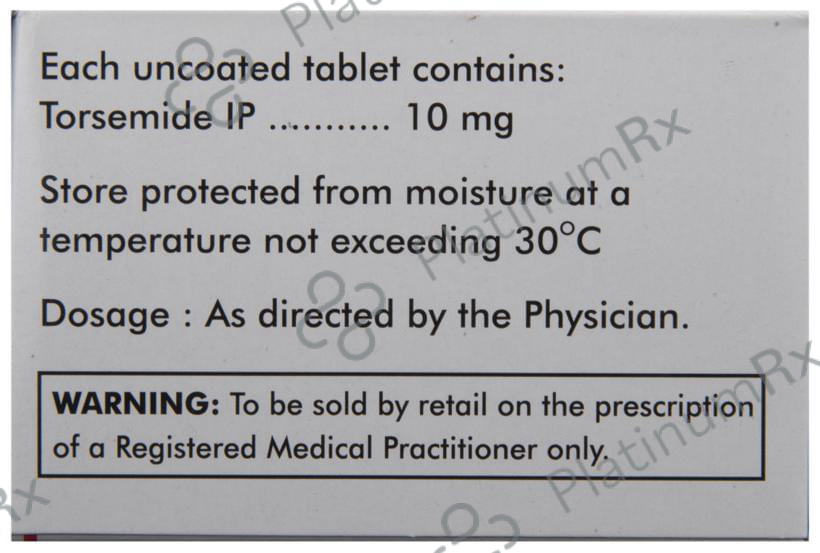 Each uncoated tablet contains:
Torsemide IP ........... 10 mg
Store protected from moisture at a
temperature not exceeding 30°C
Dosage : As directed by the Physician.
WARNING: To be sold by retail on the prescription
of a Registered Medical Practitioner only.
PlatinumRx
PlatinumRx